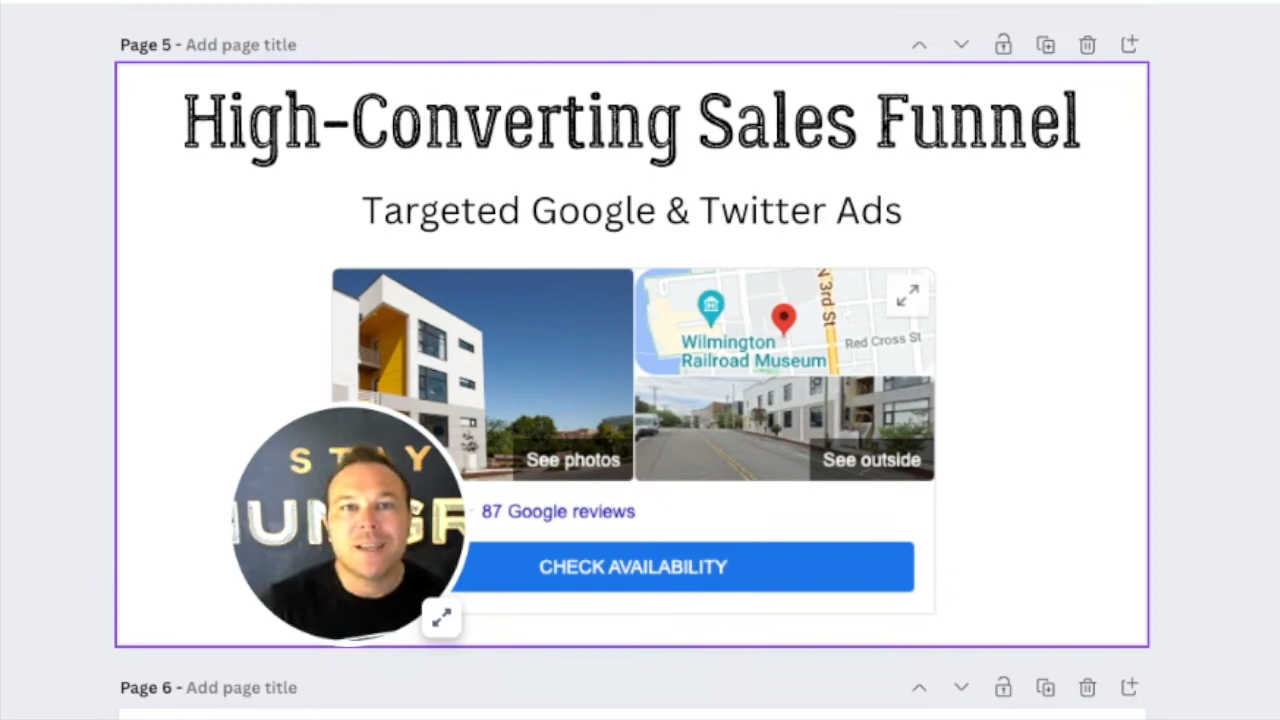 Page 5 - Add page title
High-Converting Sales Funnel
Targeted Google & Twitter Ads
N 3rd St
Wilmington
Railroad Museum
Red Cross St
See photos
See outside
STAY
HUNGR
87 Google reviews
CHECK AVAILABILITY
Page 6 - Add page title